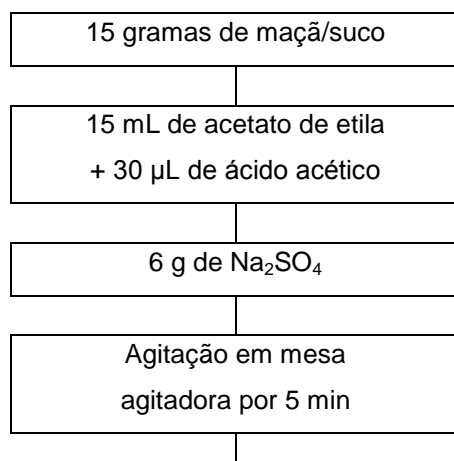 15 gramas de maçã/suco
15 mL de acetato de etila
+ 30 µL de ácido acético
6 g de Na₂SO₄
Agitação em mesa
agitadora por 5 min